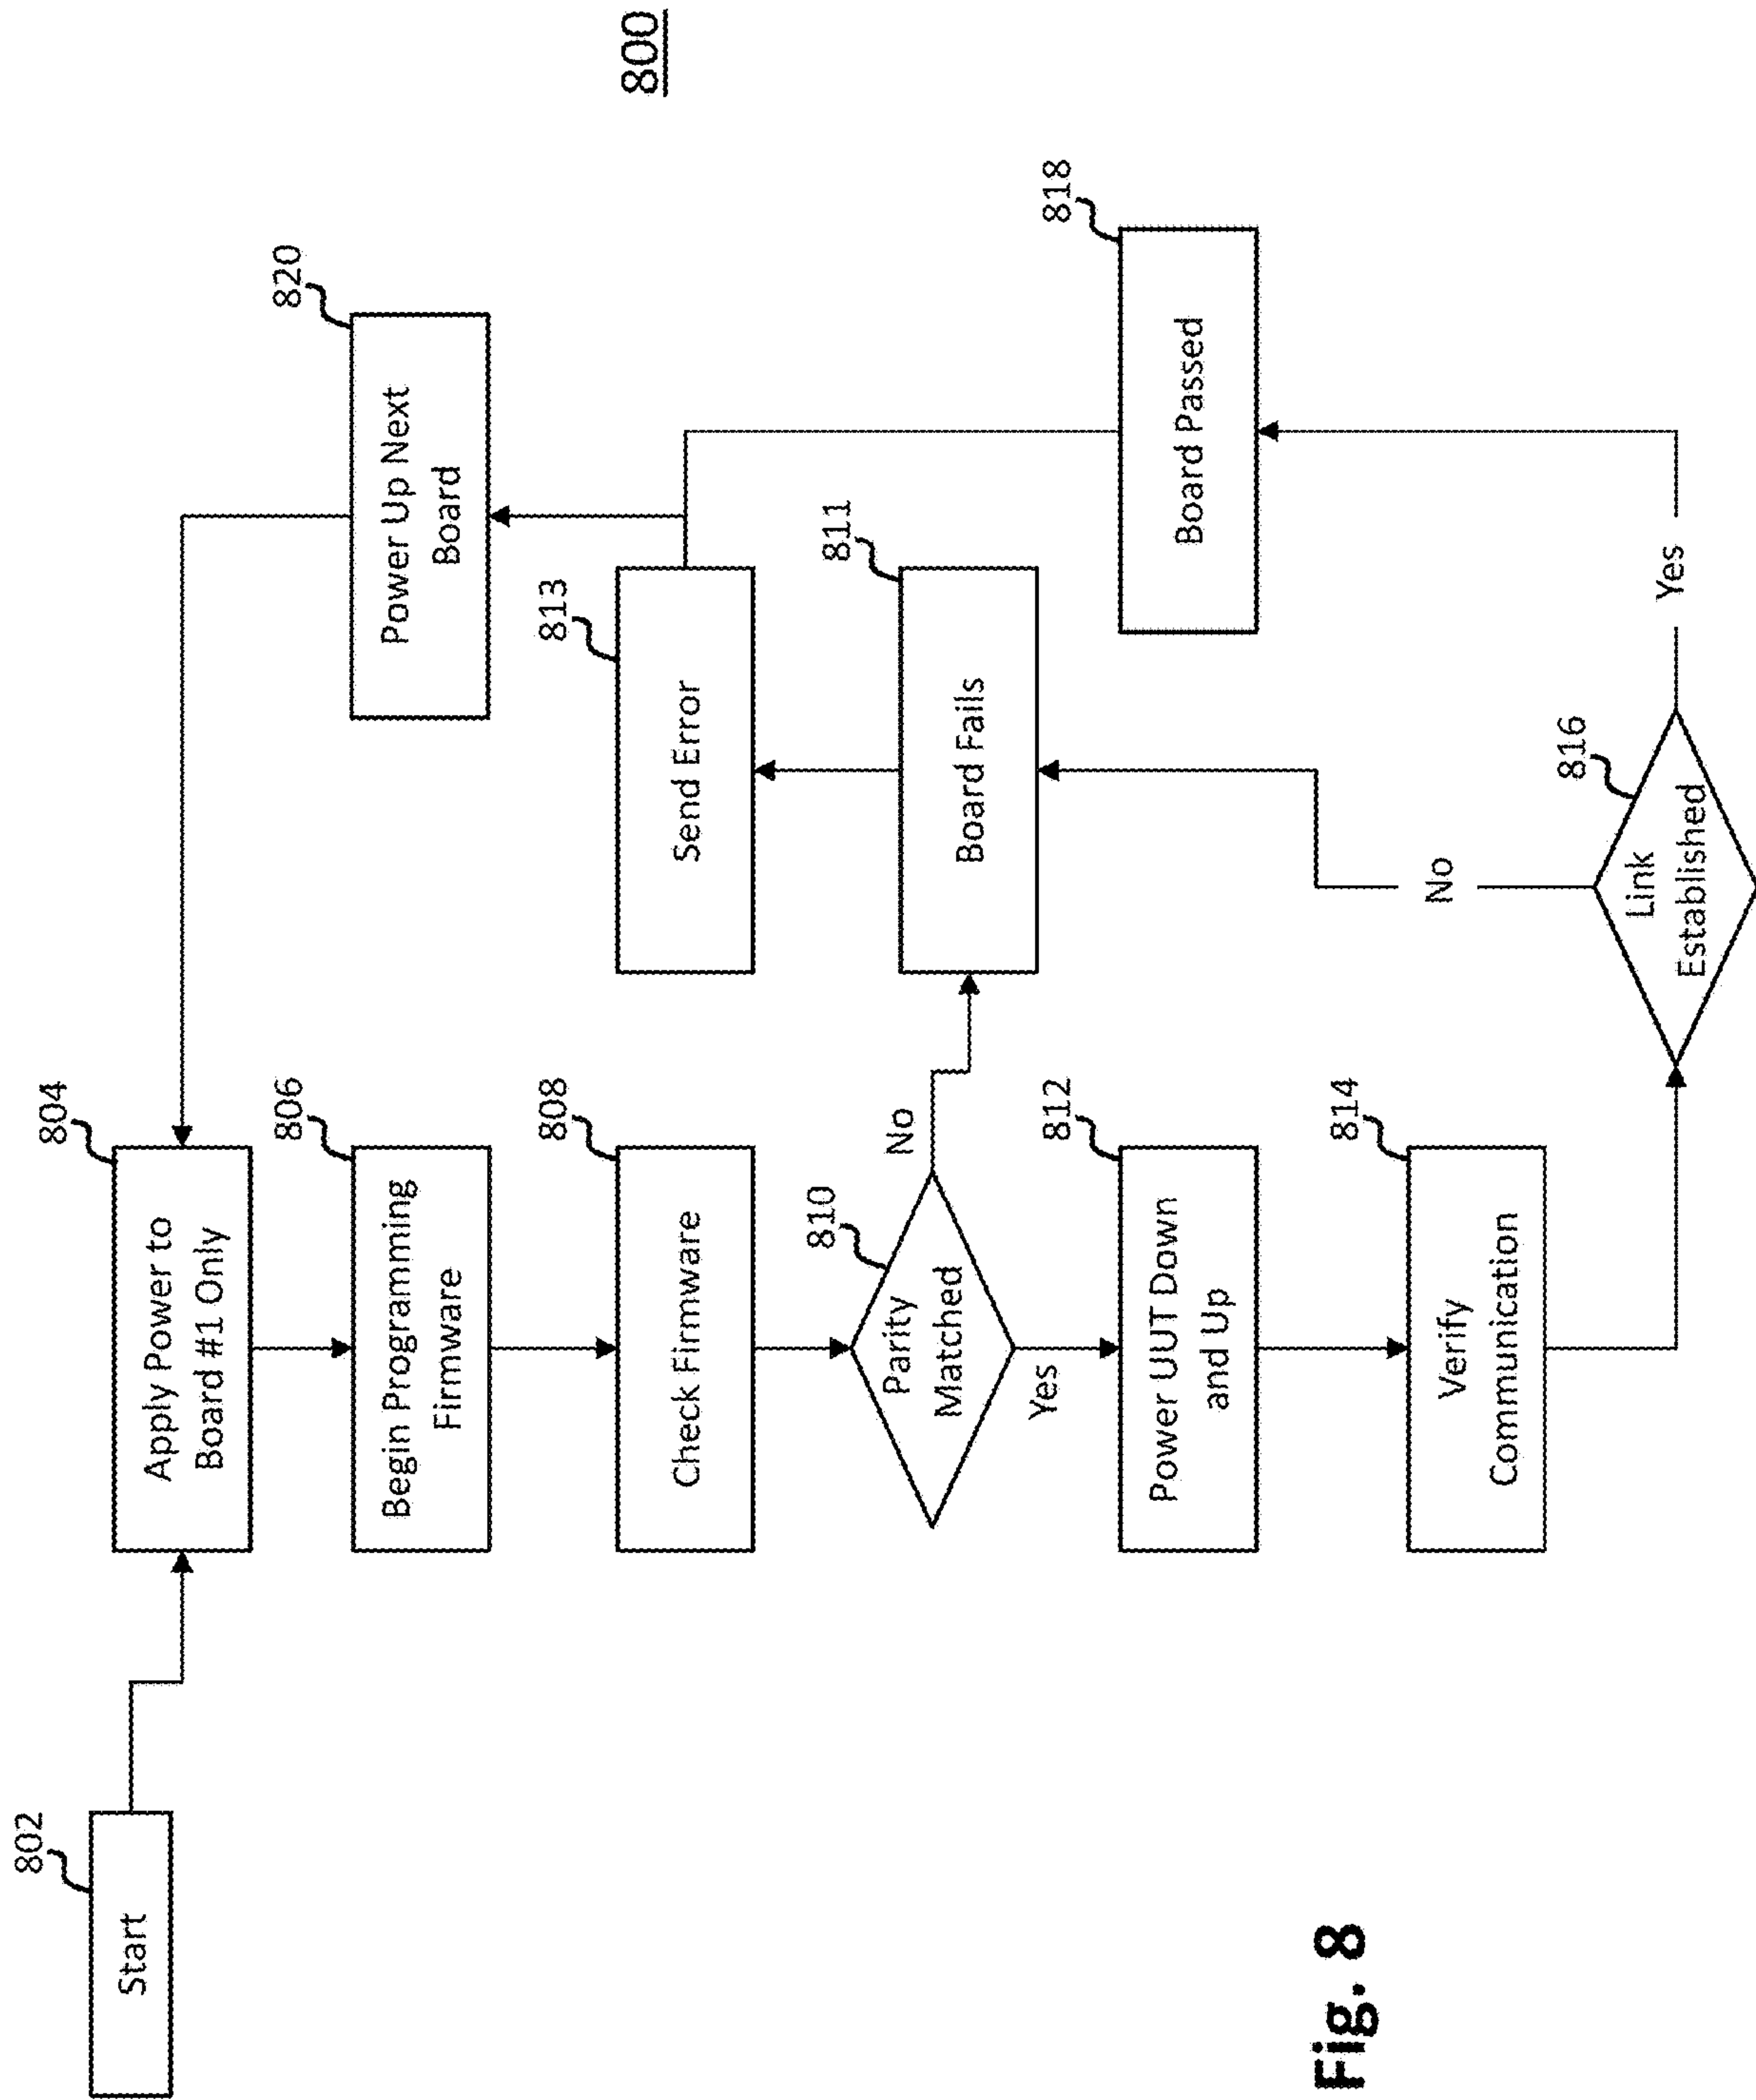 800
802
Start
804
Apply Power to
Board #1 Only
806
Begin Programming
Firmware
808
Check Firmware
810
Parity
Matched
No
Yes
812
Power UUT Down
and Up
814
Verify
Communication
816
Link
Established
No
Yes
811
Board Fails
813
Send Error
818
Board Passed
820
Power Up Next
Board
Fig. 8